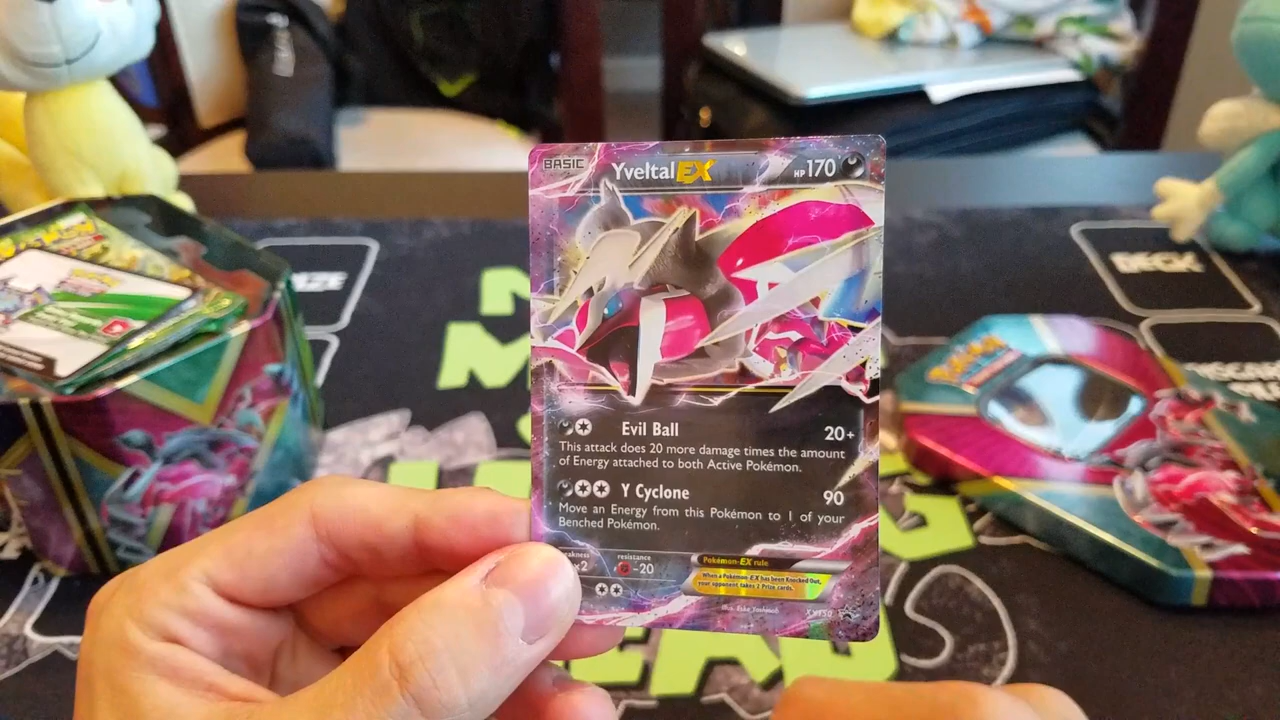 BASIC
Yveltal EX
HP 170
Evil Ball 20+
This attack does 20 more damage times the amount
of Energy attached to both Active Pokémon.
Y Cyclone 90
Move an Energy from this Pokémon to 1 of your
Benched Pokémon.
×2
resistance
-20
Pokémon-EX rule
When a Pokémon-EX has been Knocked Out,
your opponent takes 2 Prize cards.
XY150
DECK
Pokémon